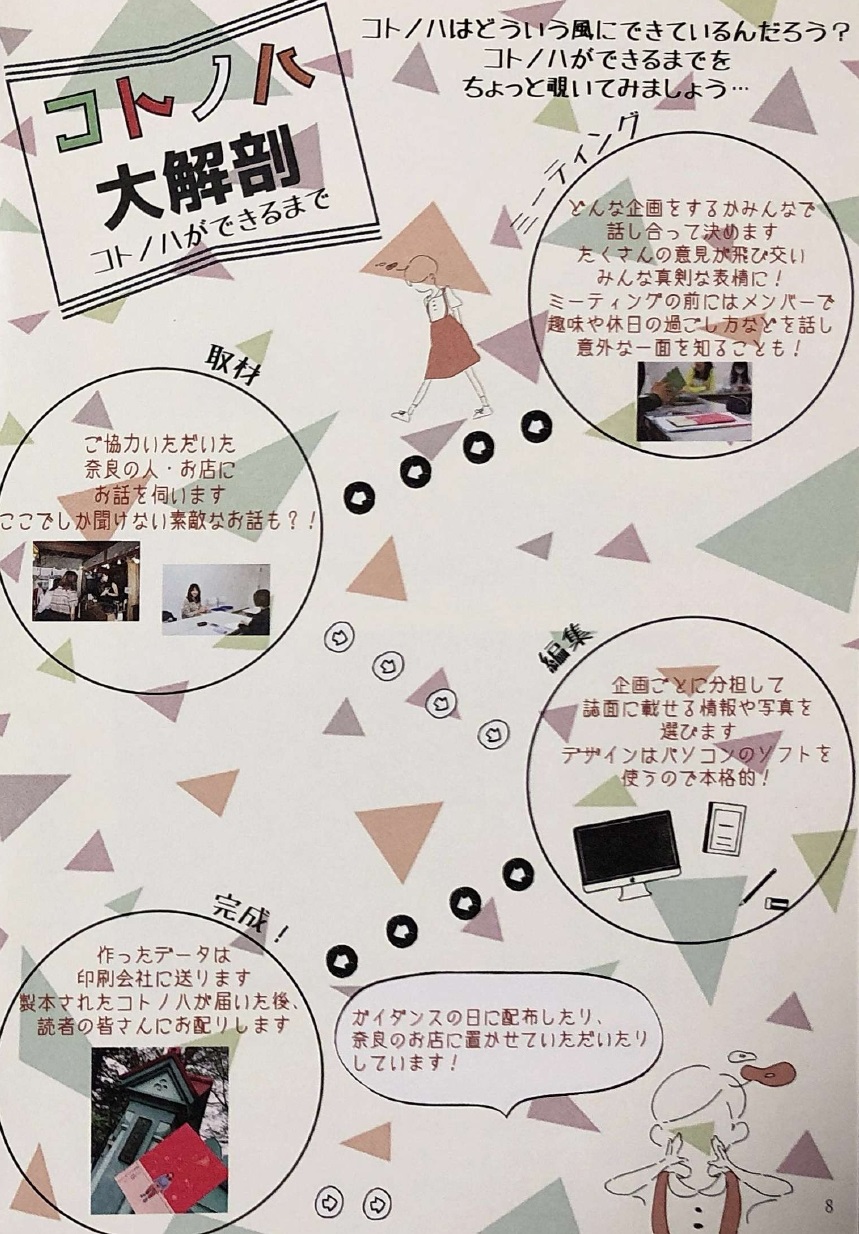 コトノハ
大解剖
コトノハができるまで
コトノハはどういう風にできているんだろう？
コトノハができるまでを
ちょっと覗いてみましょう…
ミーティング
どんな企画をするかみんなで
話し合って決めます
たくさんの意見が飛び交い
みんな真剣な表情に！
ミーティングの前にはメンバーで
趣味や休日の過ごし方などを話し
意外な一面を知ることも！
取材
ご協力いただいた
奈良の人・お店に
お話を伺います
ここでしか聞けない素敵なお話も？！
編集
企画ごとに分担して
誌面に載せる情報や写真を
選びます
デザインはパソコンのソフトを
使うので本格的！
完成！
作ったデータは
印刷会社に送ります
製本されたコトノハが届いた後、
読者の皆さんにお配りします
ガイダンスの日に配布したり、
奈良のお店に置かせていただいたり
しています！
8